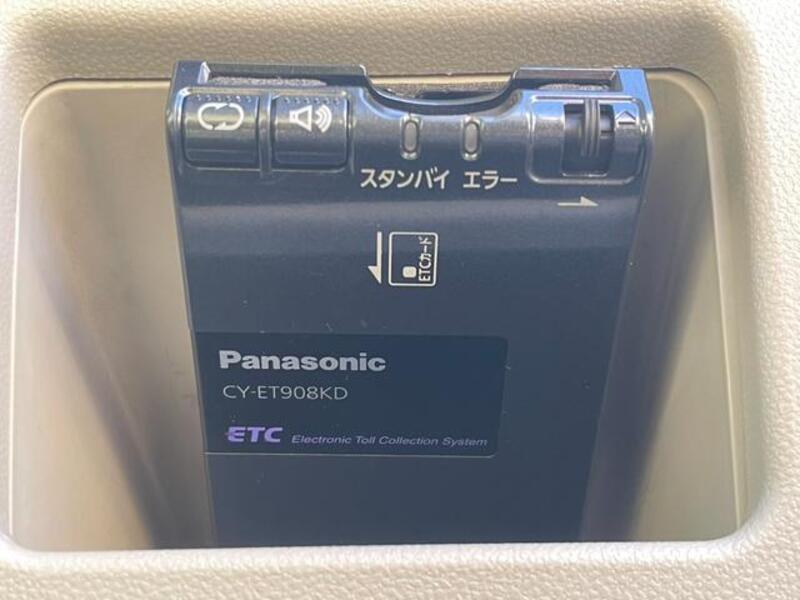 スタンバイ エラー
ETCカード
Panasonic
CY-ET908KD
ETC Electronic Toll Collection System